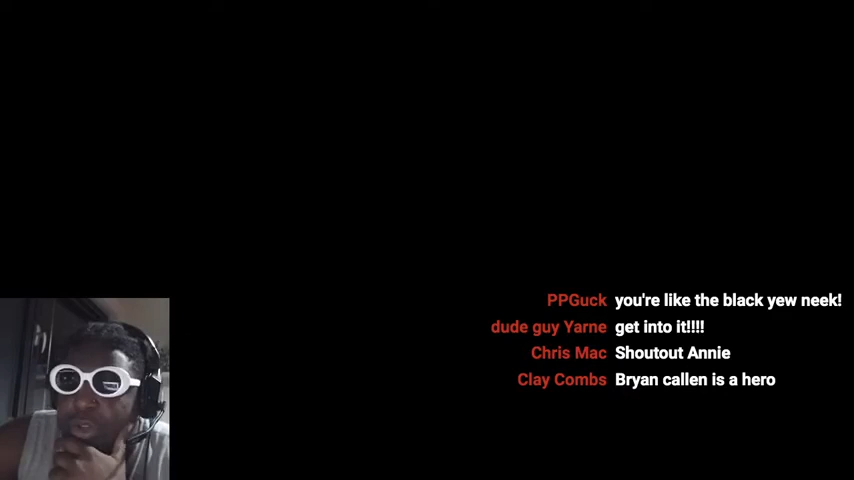 PPGuck you're like the black yew neek!
dude guy Yarne get into it!!!!
Chris Mac Shoutout Annie
Clay Combs Bryan callen is a hero